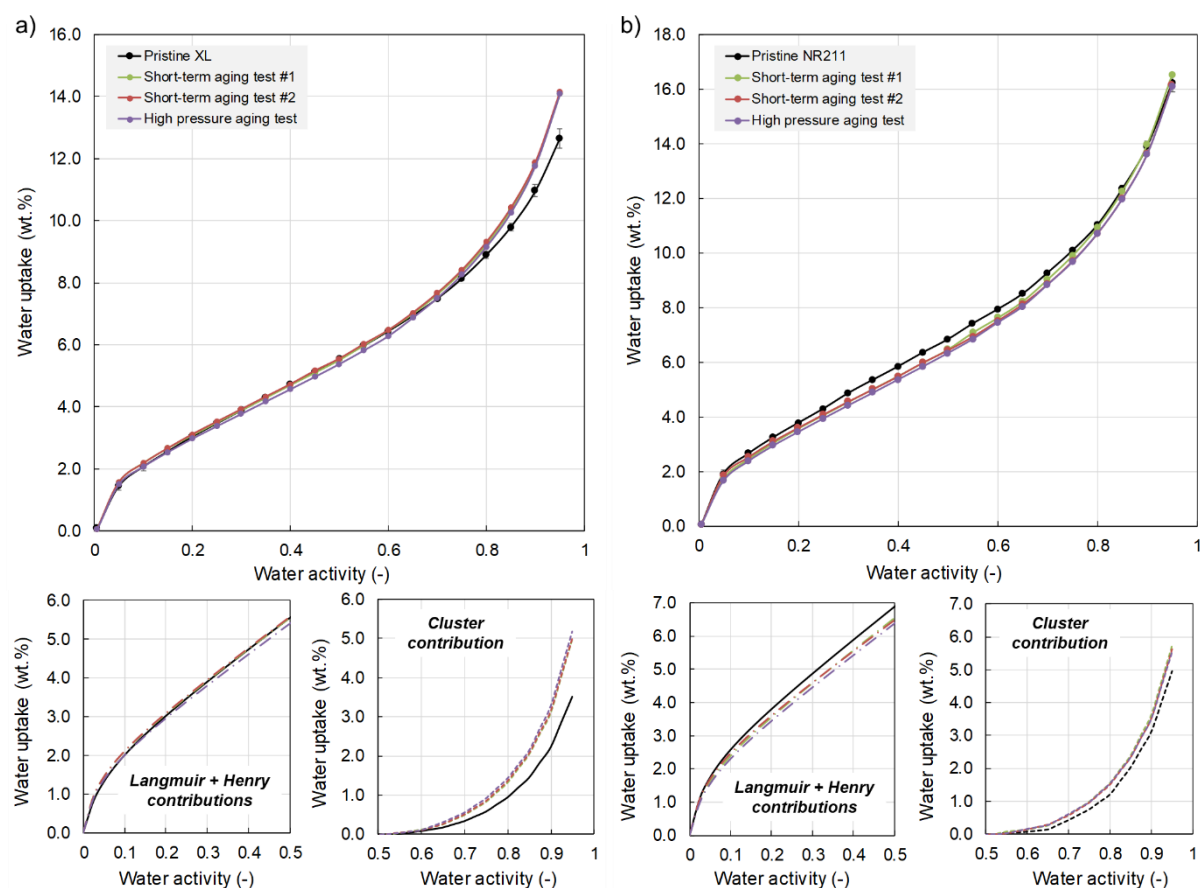 a)
16.0
14.0
12.0
10.0
8.0
6.0
4.0
2.0
0.0
Water uptake (wt.%)
Pristine XL
Short-term aging test #1
Short-term aging test #2
High pressure aging test
0 0.2 0.4 0.6 0.8 1
Water activity (-)
b)
18.0
16.0
14.0
12.0
10.0
8.0
6.0
4.0
2.0
0.0
Water uptake (wt.%)
Pristine NR211
Short-term aging test #1
Short-term aging test #2
High pressure aging test
0 0.2 0.4 0.6 0.8 1
Water activity (-)
6.0
5.0
4.0
3.0
2.0
1.0
0.0
Water uptake (wt.%)
Langmuir + Henry
contributions
0 0.1 0.2 0.3 0.4 0.5
Water activity (-)
6.0
5.0
4.0
3.0
2.0
1.0
0.0
Water uptake (wt.%)
Cluster
contribution
0.5 0.6 0.7 0.8 0.9 1
Water activity (-)
7.0
6.0
5.0
4.0
3.0
2.0
1.0
0.0
Water uptake (wt.%)
Langmuir + Henry
contributions
0 0.1 0.2 0.3 0.4 0.5
Water activity (-)
7.0
6.0
5.0
4.0
3.0
2.0
1.0
0.0
Water uptake (wt.%)
Cluster
contribution
0.5 0.6 0.7 0.8 0.9 1
Water activity (-)